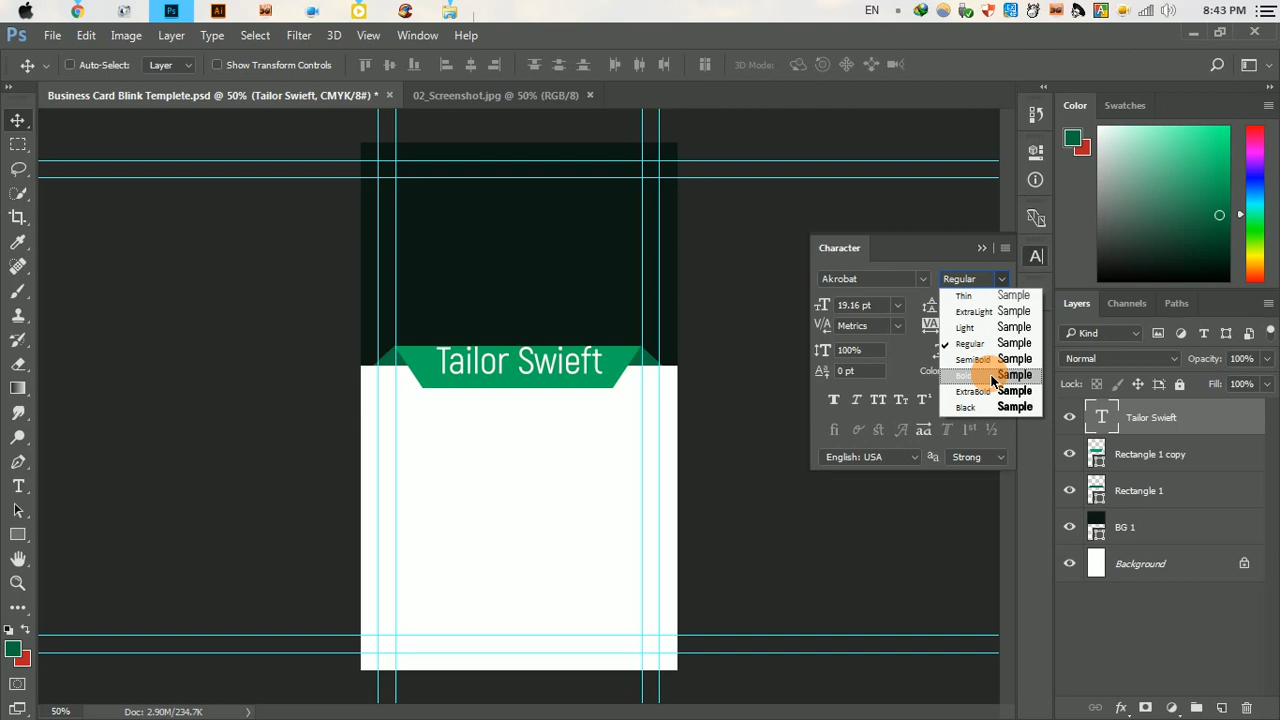 EN
8:43 PM
Ps File Edit Image Layer Type Select Filter 3D View Window Help
Auto-Select: Layer Show Transform Controls 3D Mode:
Business Card Blink Templete.psd @ 50% (Tailor Swieft, CMYK/8#) * 02_Screenshot.jpg @ 50% (RGB/8)
Color Swatches
Character
Akrobat Regular
19.16 pt
Metrics
100%
0 pt Colo
Thin Sample
ExtraLight Sample
Light Sample
Regular Sample
SemiBold Sample
Bold Sample
ExtraBold Sample
Black Sample
English: USA Strong
Tailor Swieft
Layers Channels Paths
Kind
Normal Opacity: 100%
Lock: Fill: 100%
Tailor Swieft
Rectangle 1 copy
Rectangle 1
BG 1
Background
50% Doc: 2.90M/234.7K